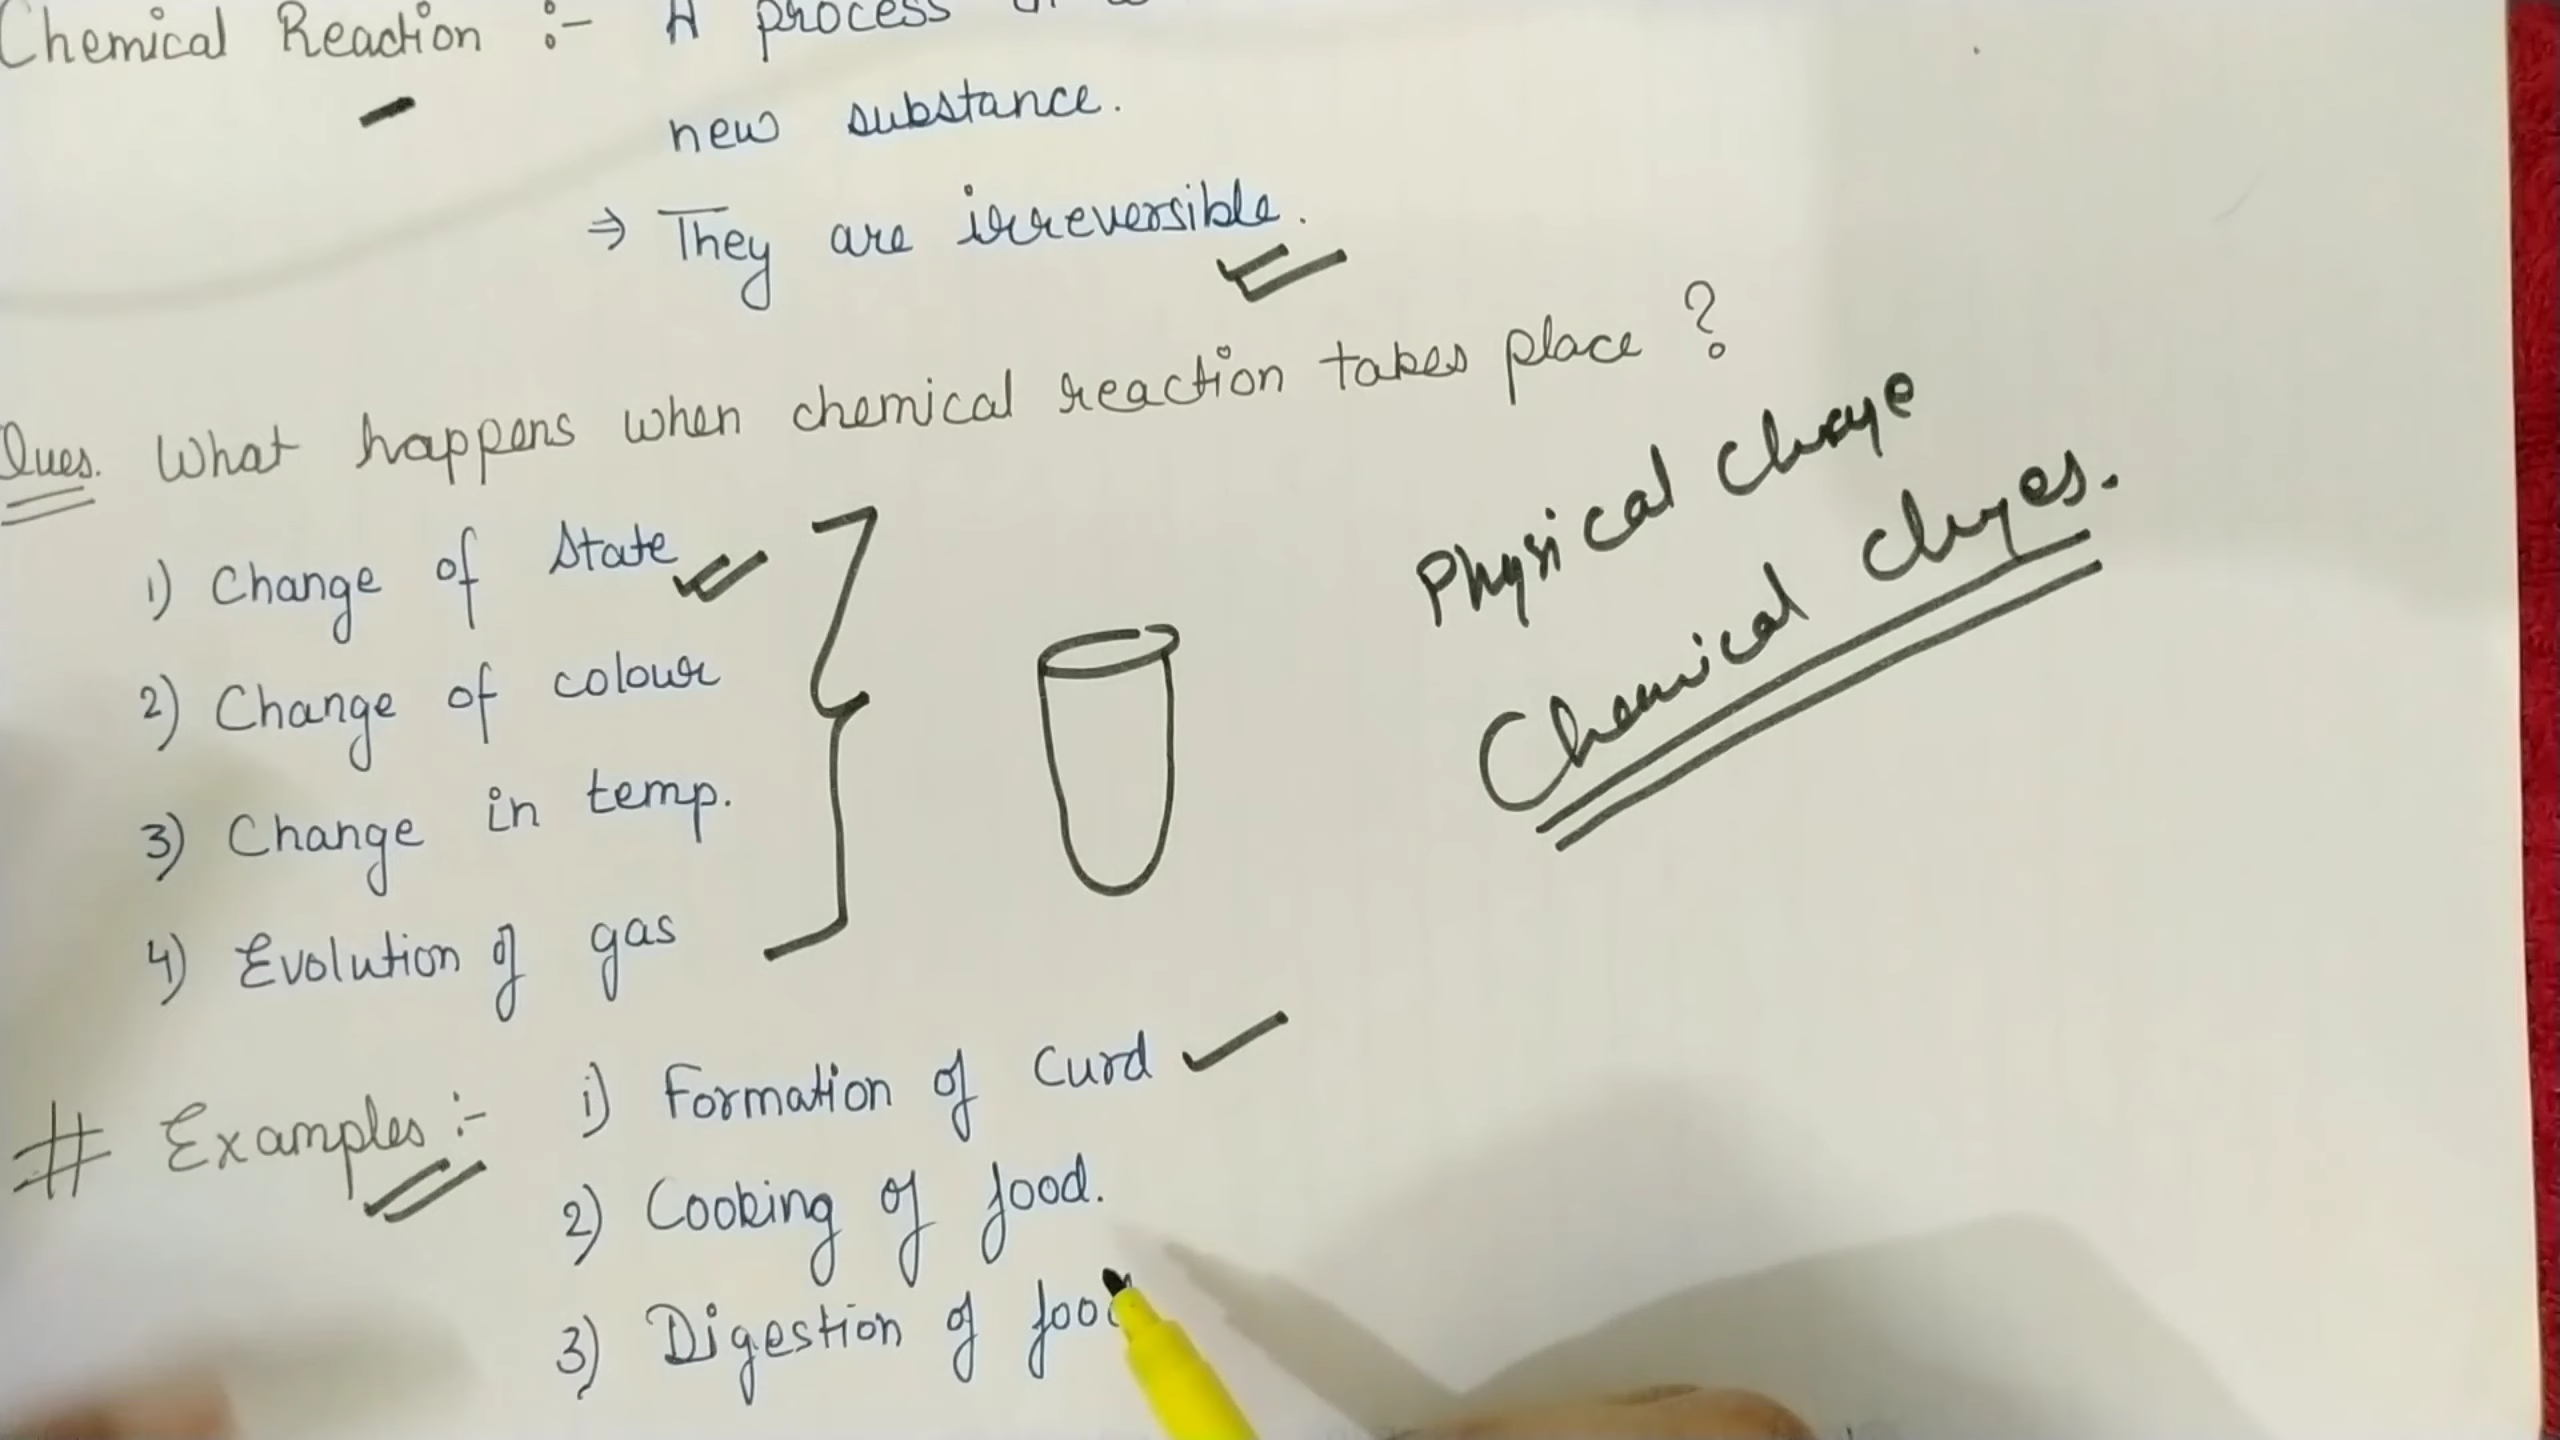 Chemical Reaction :- A process
new substance.
⇒ They are irreversible.
Ques. What happens when chemical reaction takes place ?
Physical change
Chemical changes.
1) Change of State
2) Change of colour
3) Change in temp.
4) Evolution of gas
# Examples :- 1) Formation of Curd
2) Cooking of food.
3) Digestion of